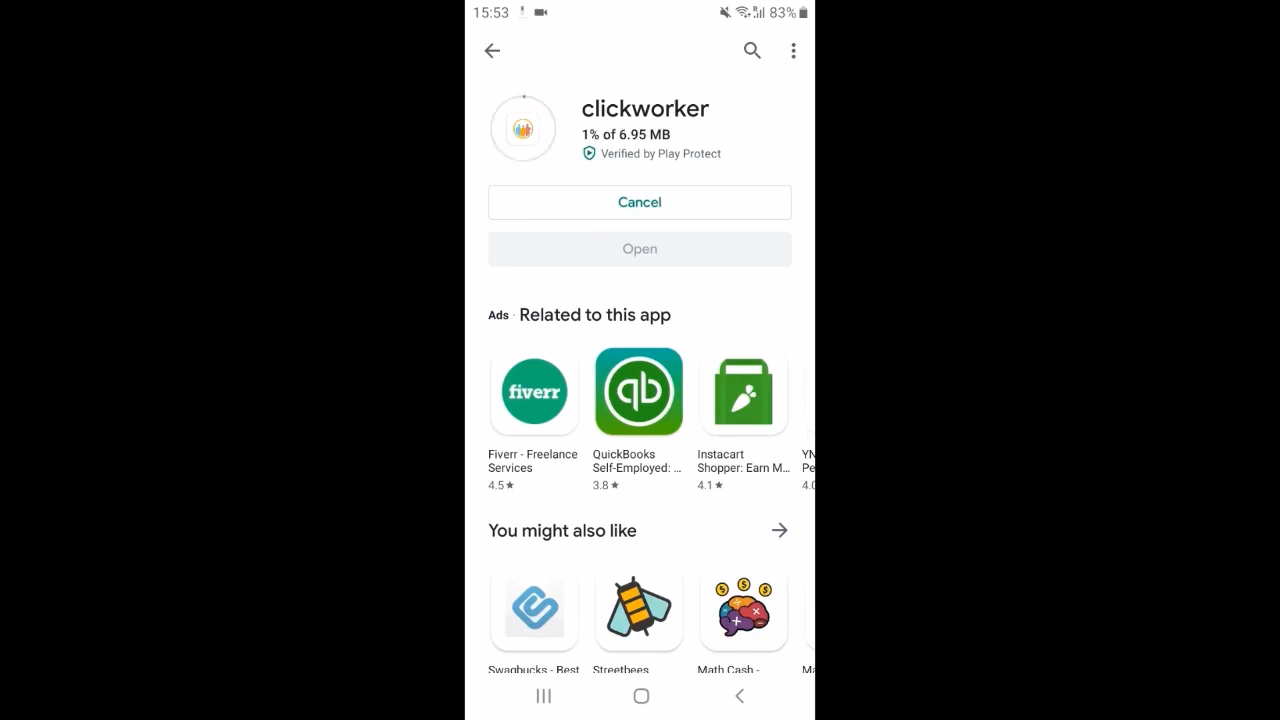 15:53
83%
clickworker
1% of 6.95 MB
Verified by Play Protect
Cancel
Open
Ads · Related to this app
fiverr
qb
Fiverr - Freelance
Services
4.5★
QuickBooks
Self-Employed: ...
3.8★
Instacart
Shopper: Earn M...
4.1★
YN
Pe
4.0
You might also like
Swagbucks - Best
Streetbees
Math Cash -
Ma